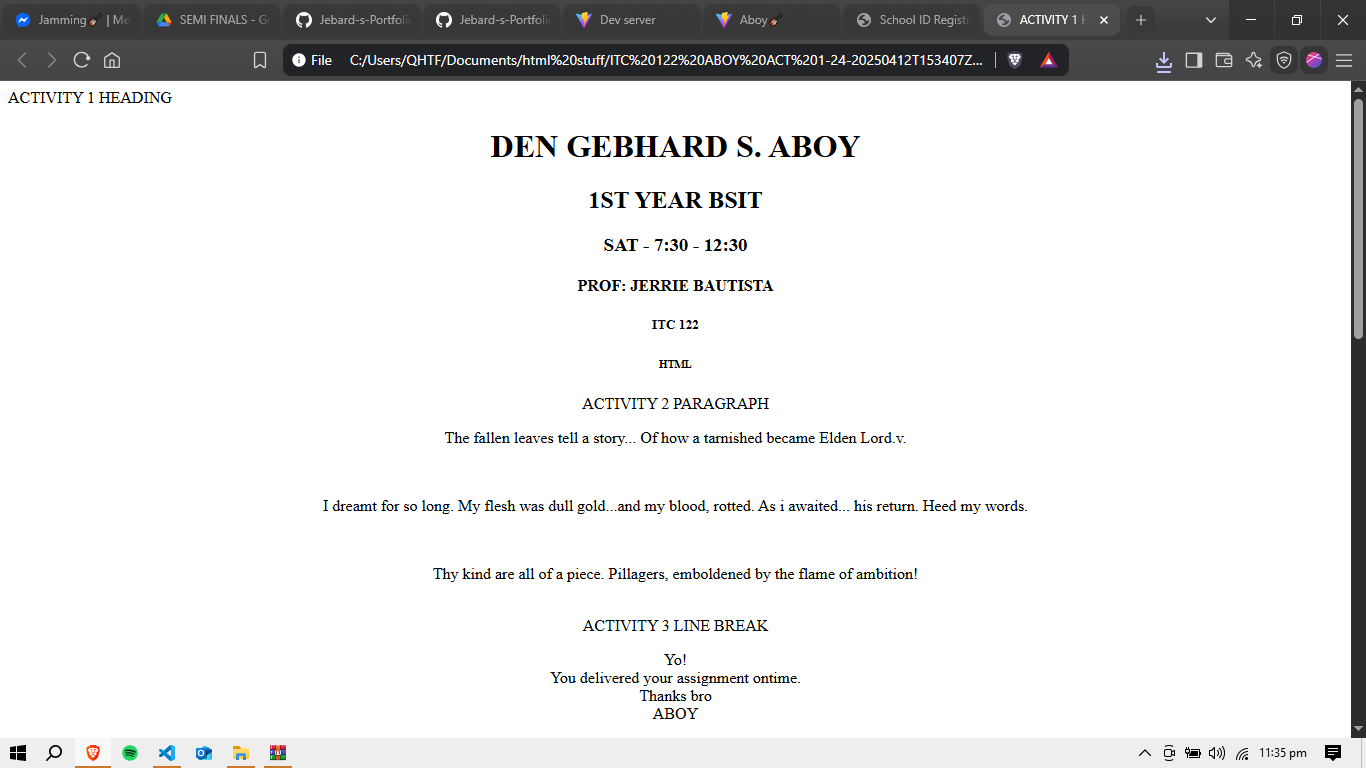 Jamming🎸 | Me
SEMI FINALS - Go
Jebard-s-Portfolio
Jebard-s-Portfolio
Dev server
Aboy🎸
School ID Registr
ACTIVITY 1 H
File C:/Users/QHTF/Documents/html%20stuff/ITC%20122%20ABOY%20ACT%201-24-20250412T153407Z...
ACTIVITY 1 HEADING
DEN GEBHARD S. ABOY
1ST YEAR BSIT
SAT - 7:30 - 12:30
PROF: JERRIE BAUTISTA
ITC 122
HTML
ACTIVITY 2 PARAGRAPH
The fallen leaves tell a story... Of how a tarnished became Elden Lord.v.
I dreamt for so long. My flesh was dull gold...and my blood, rotted. As i awaited... his return. Heed my words.
Thy kind are all of a piece. Pillagers, emboldened by the flame of ambition!
ACTIVITY 3 LINE BREAK
Yo!
You delivered your assignment ontime.
Thanks bro
ABOY
11:35 pm